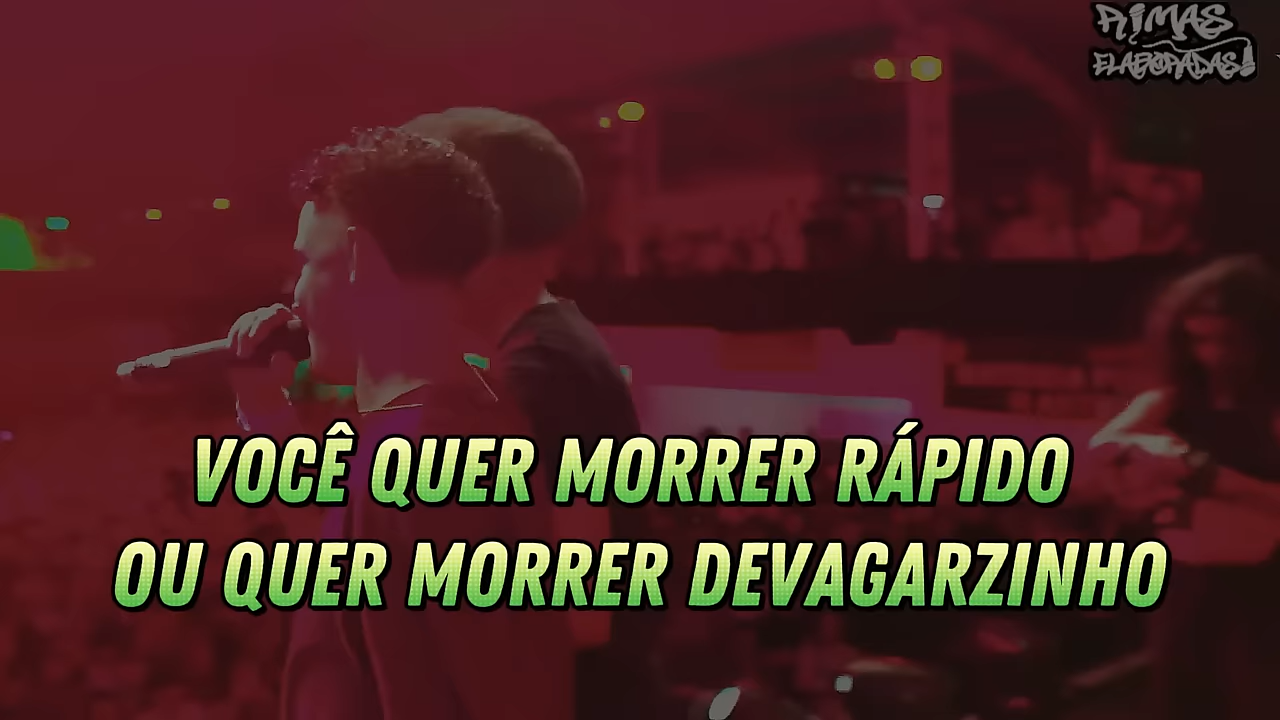 RIMAS
ELABORADAS!
VOCÊ QUER MORRER RÁPIDO
OU QUER MORRER DEVAGARZINHO